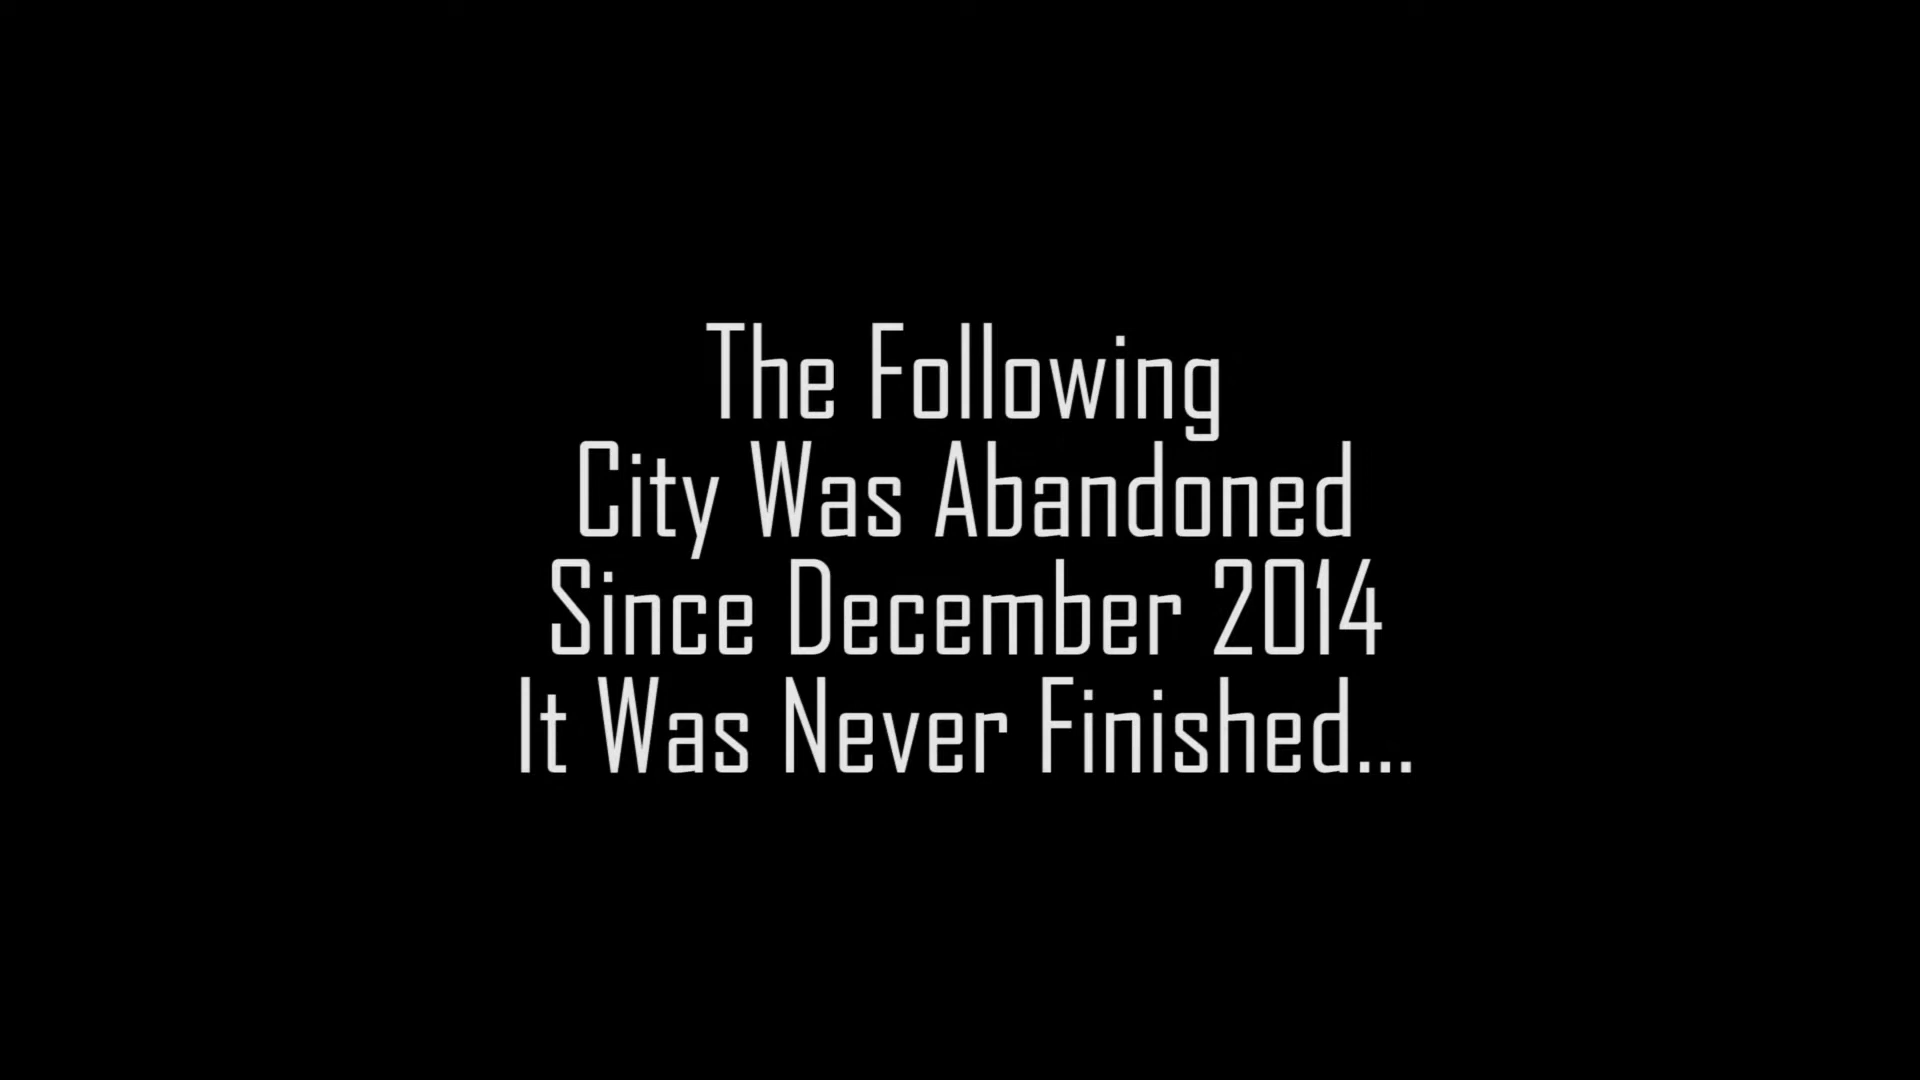 The Following
City Was Abandoned
Since December 2014
It Was Never Finished...